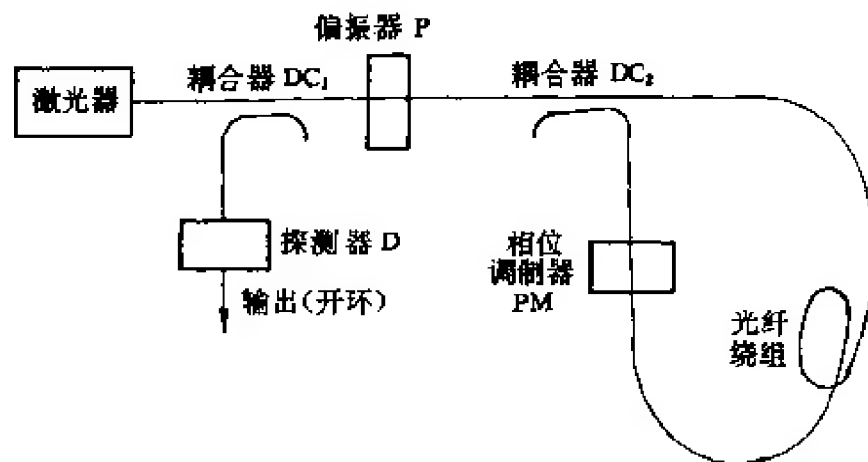 偏振器 P
耦合器 DC₁
耦合器 DC₂
激光器
探测器 D
相位
调制器
PM
输出(开环)
光纤
绕组